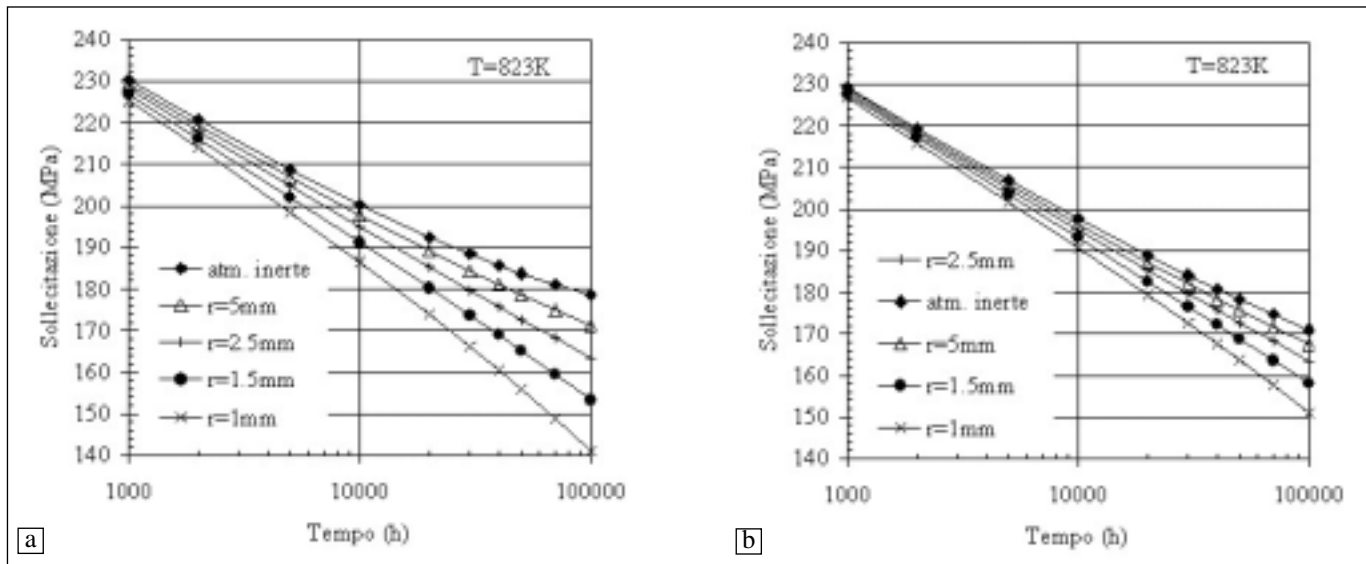 240
230
220
210
200
190
180
170
160
150
140
Sollecitazione (MPa)
T=823K
atm. inerte
r=5mm
r=2.5mm
r=1.5mm
r=1mm
1000
10000
100000
Tempo (h)
a
240
230
220
210
200
190
180
170
160
150
140
Sollecitazione (MPa)
T=823K
r=2.5mm
atm. inerte
r=5mm
r=1.5mm
r=1mm
1000
10000
100000
Tempo (h)
b